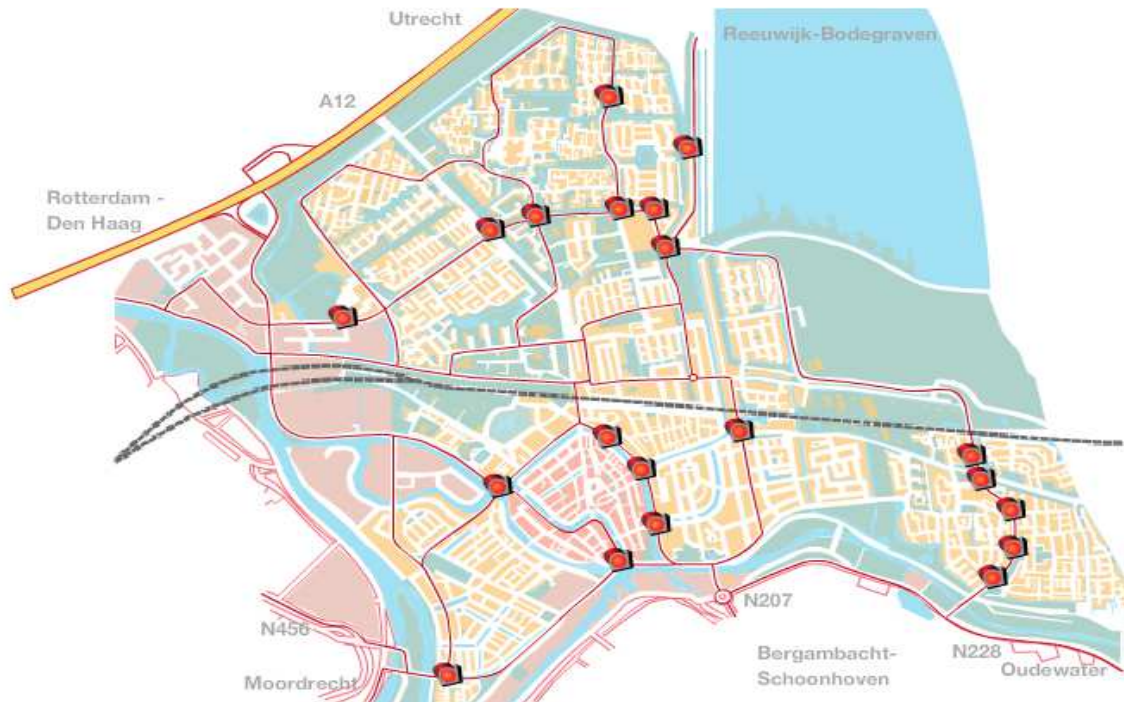 Utrecht
Reeuwijk-Bodegraven
A12
Rotterdam -
Den Haag
N456
Moordrecht
N207
Bergambacht-
Schoonhoven
N228
Oudewater